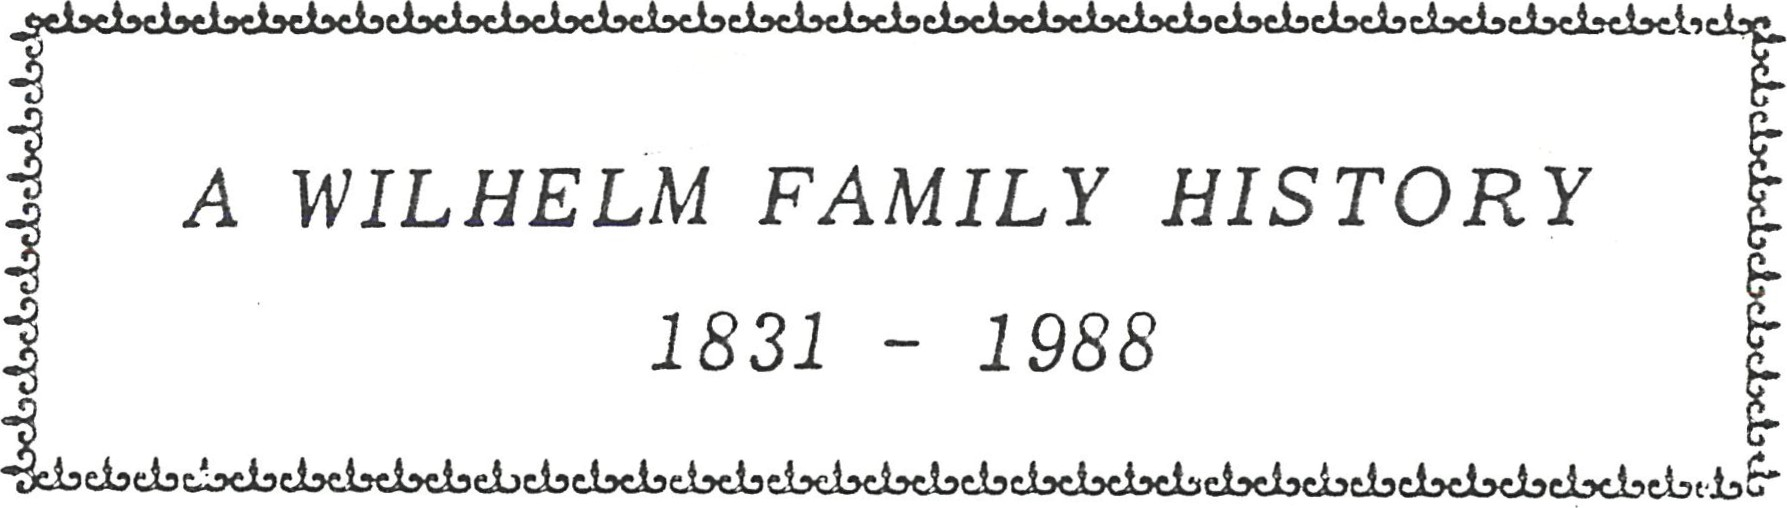 A WILHELM FAMILY HISTORY
1831 - 1988